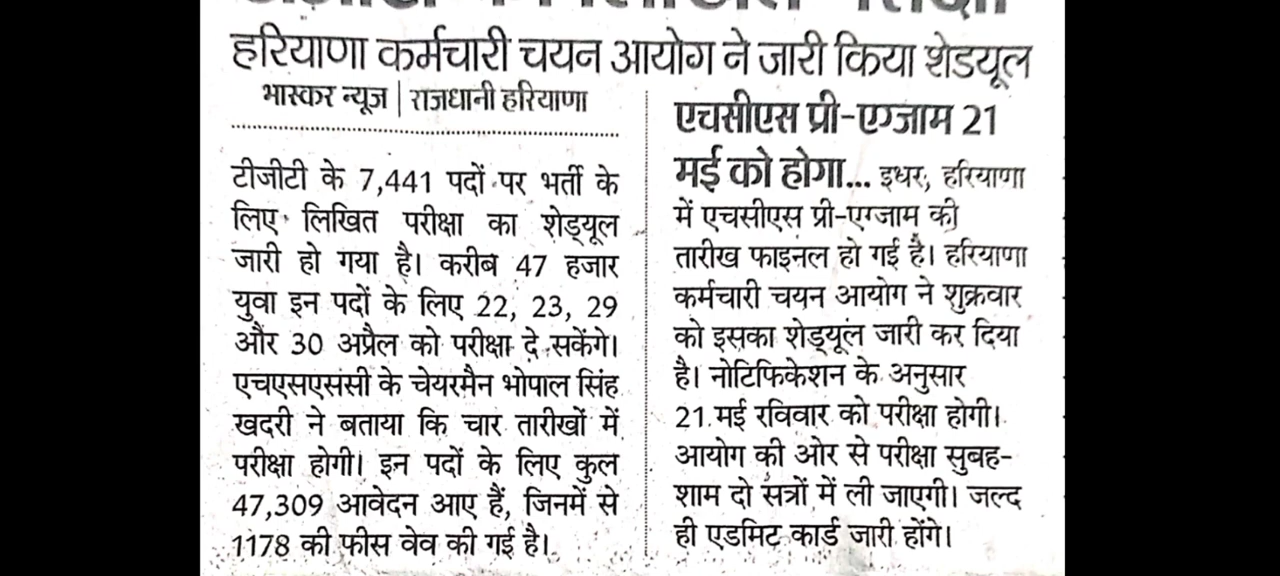 हरियाणा कर्मचारी चयन आयोग ने जारी किया शेडयूल
भास्कर न्यूज | राजधानी हरियाणा
टीजीटी के 7,441 पदों पर भर्ती के
लिए लिखित परीक्षा का शेड्यूल
जारी हो गया है। करीब 47 हजार
युवा इन पदों के लिए 22, 23, 29
और 30 अप्रैल को परीक्षा दे सकेंगे।
एचएसएससी के चेयरमैन भोपाल सिंह
खदरी ने बताया कि चार तारीखों में
परीक्षा होगी। इन पदों के लिए कुल
47,309 आवेदन आए हैं, जिनमें से
1178 की फीस वेव की गई है।
एचसीएस प्री-एग्जाम 21
मई को होगा... इधर, हरियाणा
में एचसीएस प्री-एग्जाम की
तारीख फाइनल हो गई है। हरियाणा
कर्मचारी चयन आयोग ने शुक्रवार
को इसका शेड्यूल जारी कर दिया
है। नोटिफिकेशन के अनुसार
21 मई रविवार को परीक्षा होगी।
आयोग की ओर से परीक्षा सुबह-
शाम दो सत्रों में ली जाएगी। जल्द
ही एडमिट कार्ड जारी होंगे।